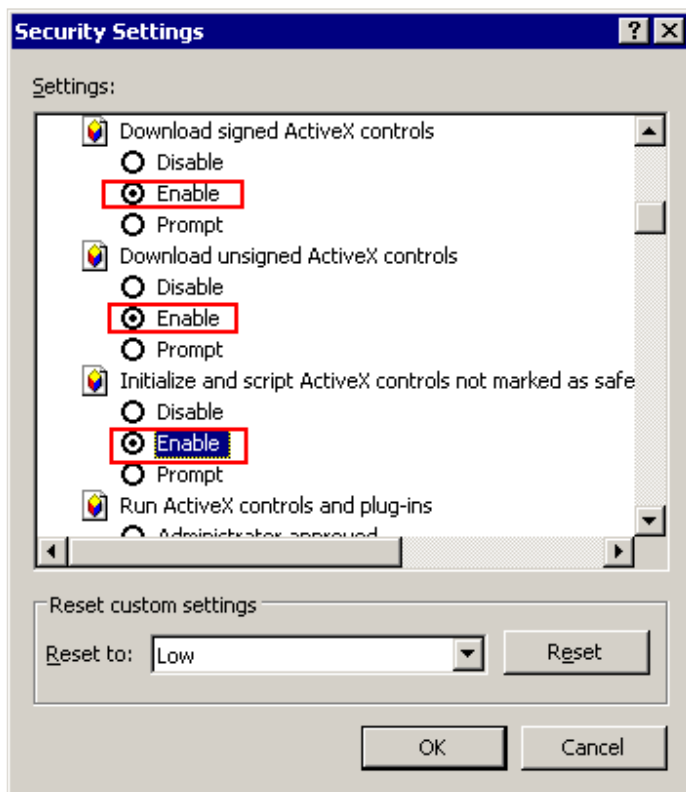 Security Settings
Settings:
Download signed ActiveX controls
Disable
Enable
Prompt
Download unsigned ActiveX controls
Disable
Enable
Prompt
Initialize and script ActiveX controls not marked as safe
Disable
Enable
Prompt
Run ActiveX controls and plug-ins
Administrator approved
Reset custom settings
Reset to: Low Reset
OK Cancel